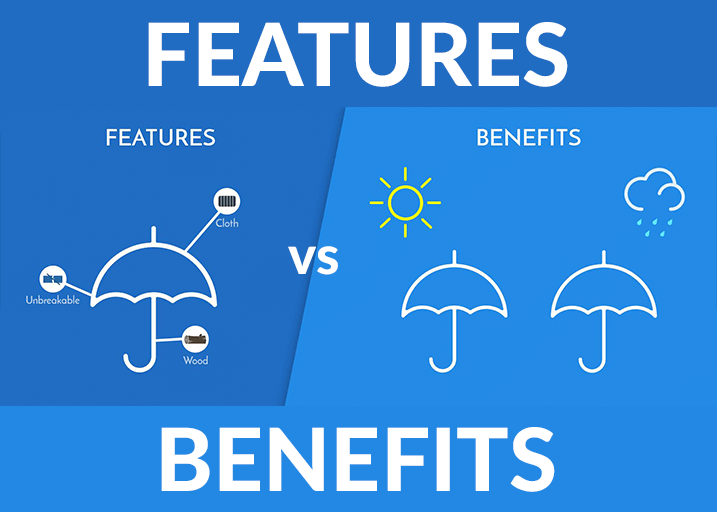 FEATURES
FEATURES
BENEFITS
Cloth
vs
Unbreakable
Wood
BENEFITS